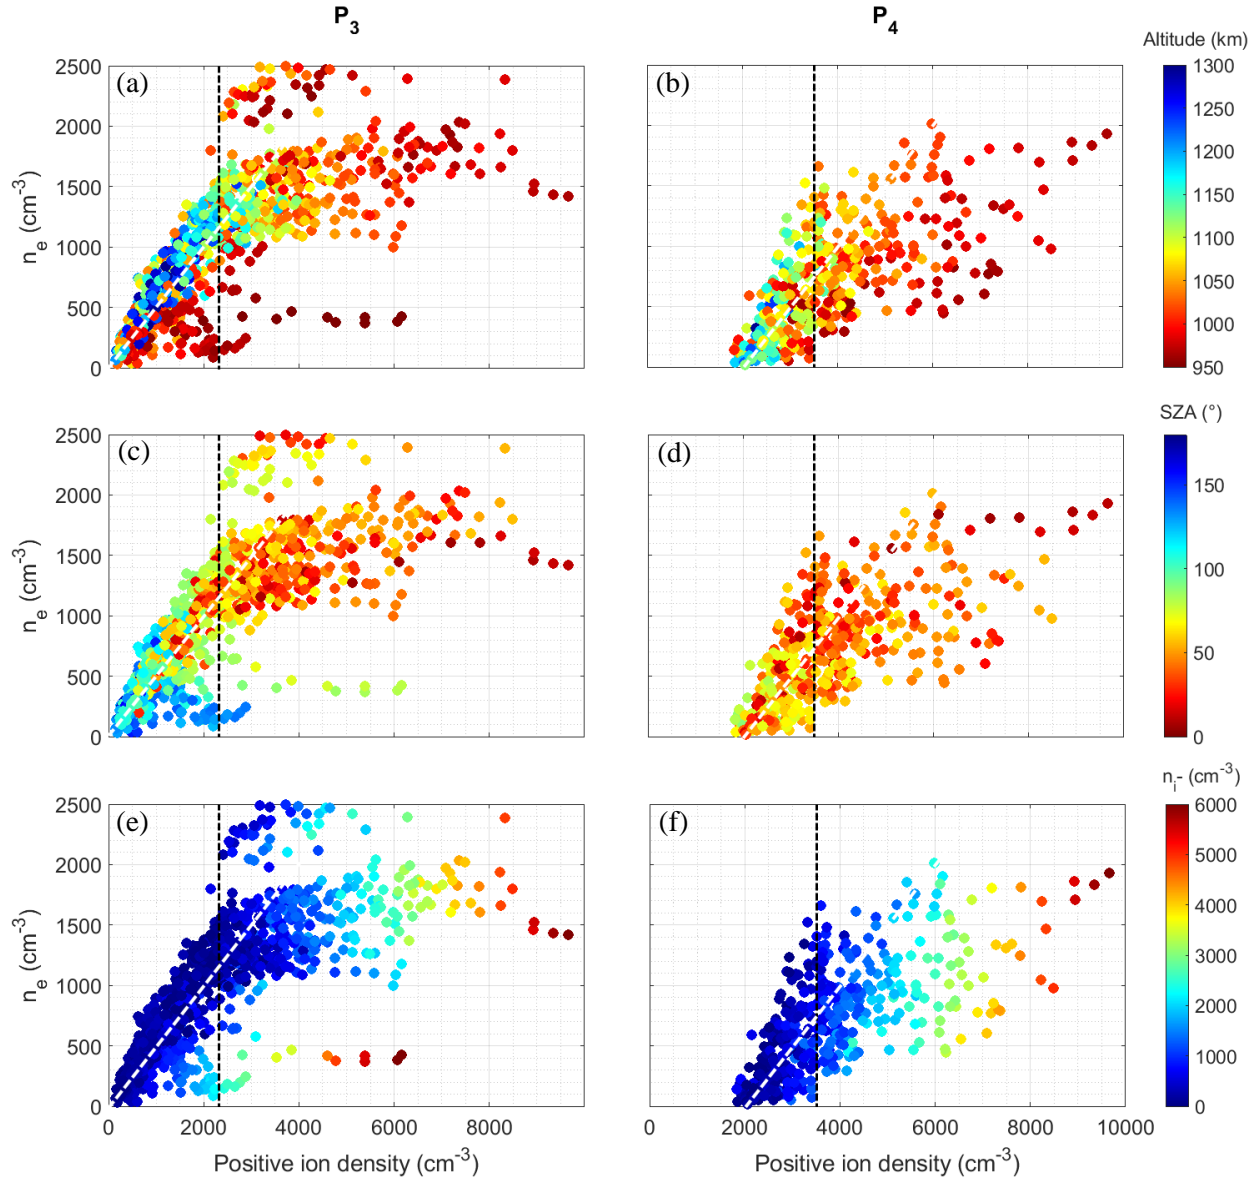 P3 P4
Altitude (km)
(a) (b)
2500 2000 1500 1000 500 0
ne (cm-3)
1300 1250 1200 1150 1100 1050 1000 950
SZA (°)
(c) (d)
2500 2000 1500 1000 500 0
ne (cm-3)
150 100 50 0
ni- (cm-3)
(e) (f)
2500 2000 1500 1000 500 0
ne (cm-3)
6000 5000 4000 3000 2000 1000 0
0 2000 4000 6000 8000
0 2000 4000 6000 8000 10000
Positive ion density (cm-3) Positive ion density (cm-3)